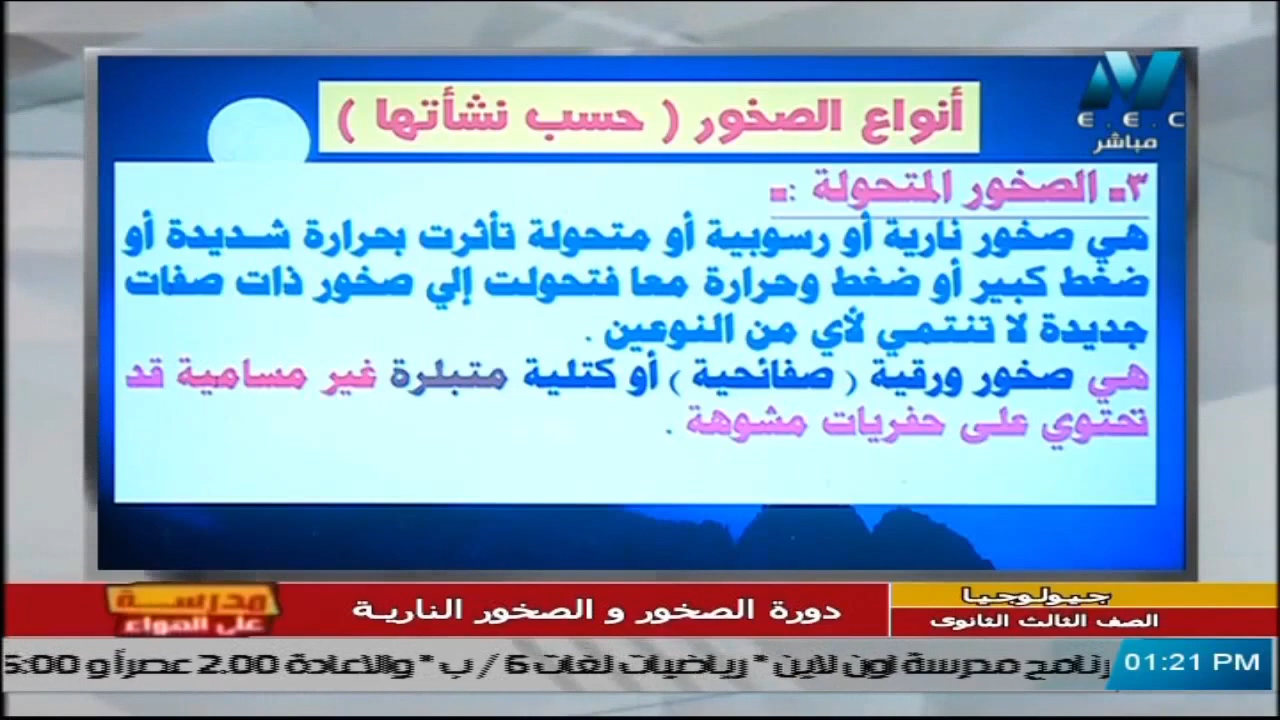 أنواع الصخور ( حسب نشأتها )
E.E.C
مباشر
٣- الصخور المتحولة :-
هي صخور نارية أو رسوبية أو متحولة تأثرت بحرارة شديدة أو
ضغط كبير أو ضغط وحرارة معا فتحولت إلي صخور ذات صفات
جديدة لا تنتمي لأي من النوعين .
هي صخور ورقية ( صفائحية ) أو كتلية متبلرة غير مسامية قد
تحتوي على حفريات مشوهة .
جيولوجيا
الصف الثالث الثانوى
دورة الصخور و الصخور النارية
مدرسة
على الهواء
01:21 PM
برنامج مدرسة اون لاين * رياضيات لغات 6 / ب * والاعادة 2.00 عصراً و 5:00